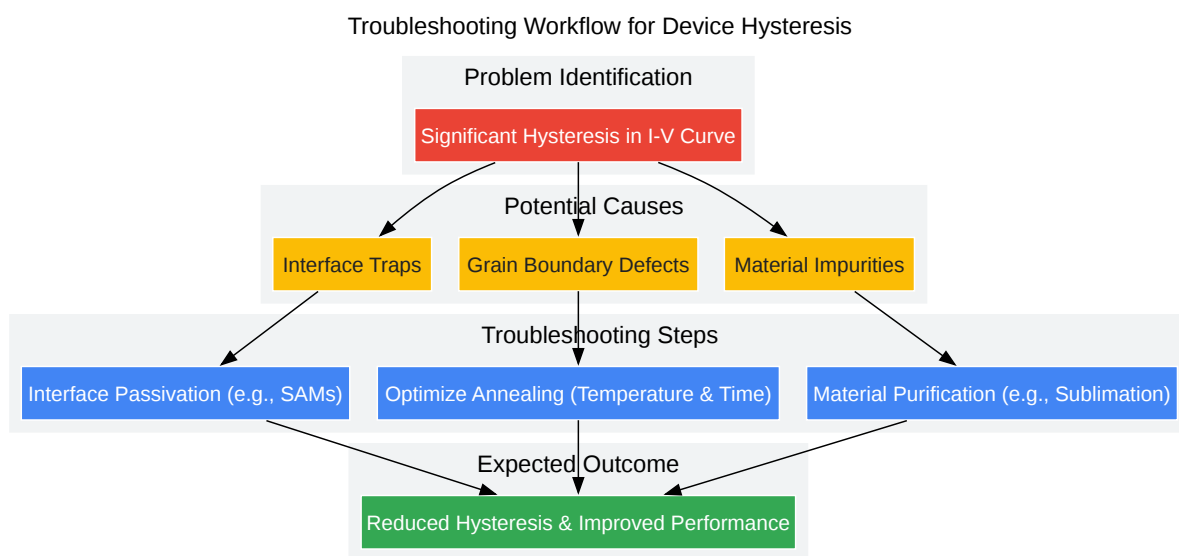 Troubleshooting Workflow for Device Hysteresis
Problem Identification
Significant Hysteresis in I-V Curve
Potential Causes
Interface Traps
Grain Boundary Defects
Material Impurities
Troubleshooting Steps
Interface Passivation (e.g., SAMs)
Optimize Annealing (Temperature & Time)
Material Purification (e.g., Sublimation)
Expected Outcome
Reduced Hysteresis & Improved Performance